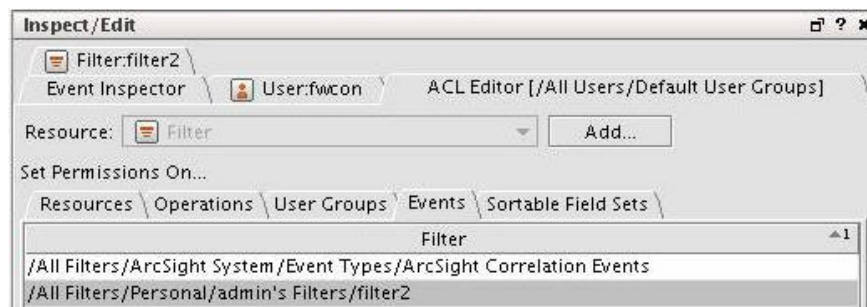 Inspect/Edit
Filter:filter2
Event Inspector User:fwcon ACL Editor [/All Users/Default User Groups]
Resource: Filter Add...
Set Permissions On...
Resources Operations User Groups Events Sortable Field Sets
Filter 1
/All Filters/ArcSight System/Event Types/ArcSight Correlation Events
/All Filters/Personal/admin's Filters/filter2